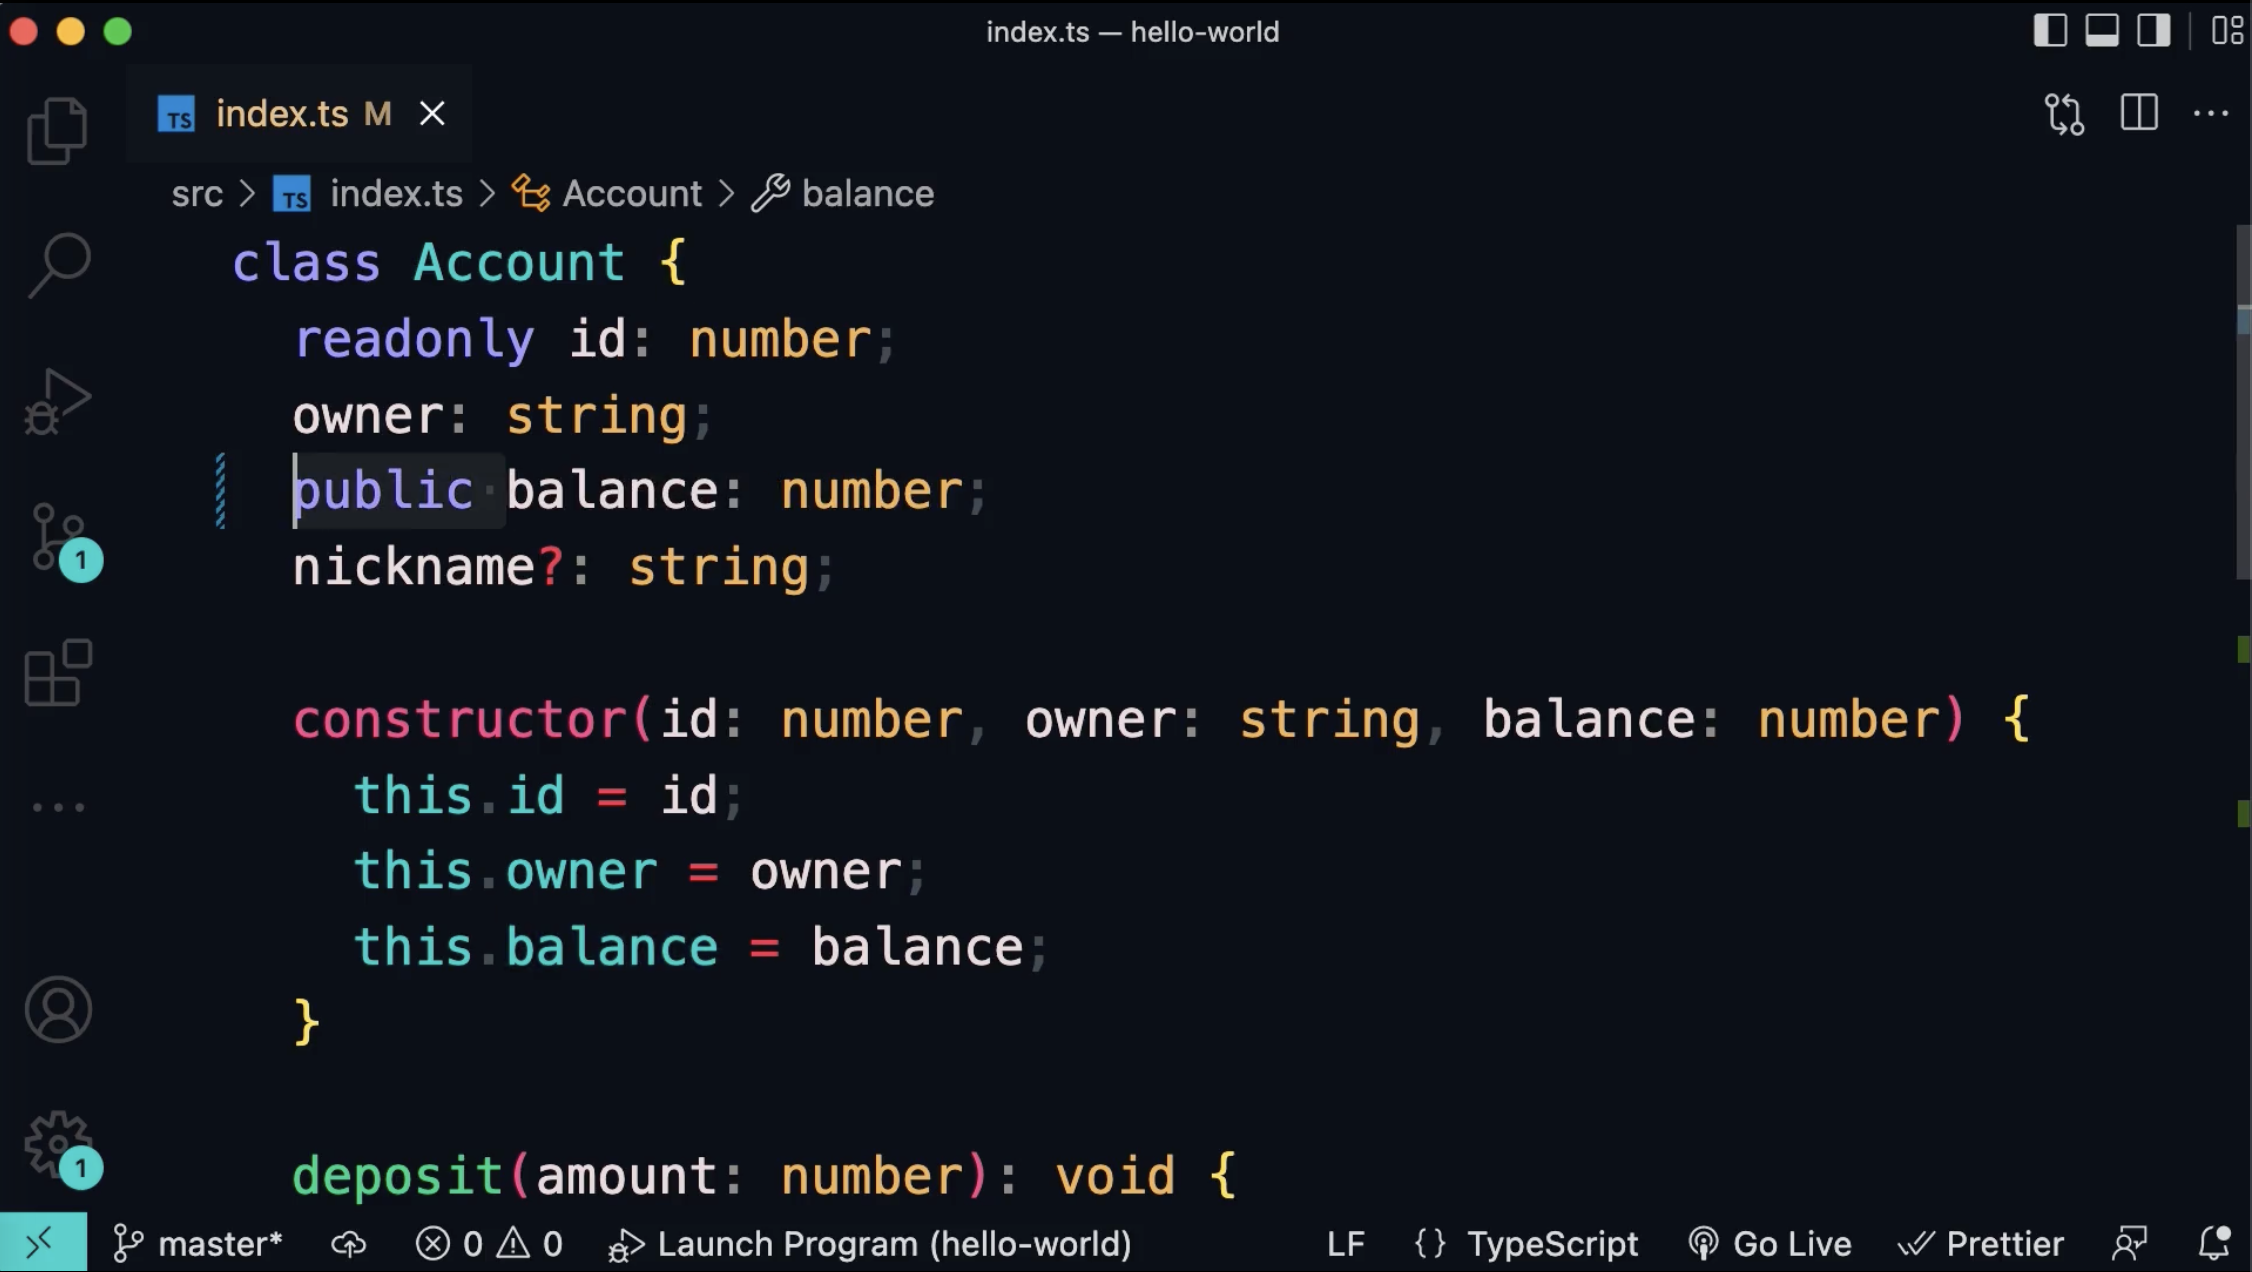 index.ts — hello-world
TS index.ts M
src > TS index.ts > Account > balance
class Account {
readonly id: number;
owner: string;
public balance: number;
nickname?: string;
constructor(id: number, owner: string, balance: number) {
this.id = id;
this.owner = owner;
this.balance = balance;
}
deposit(amount: number): void {
1
1
master* 0 0 Launch Program (hello-world) LF {} TypeScript Go Live Prettier